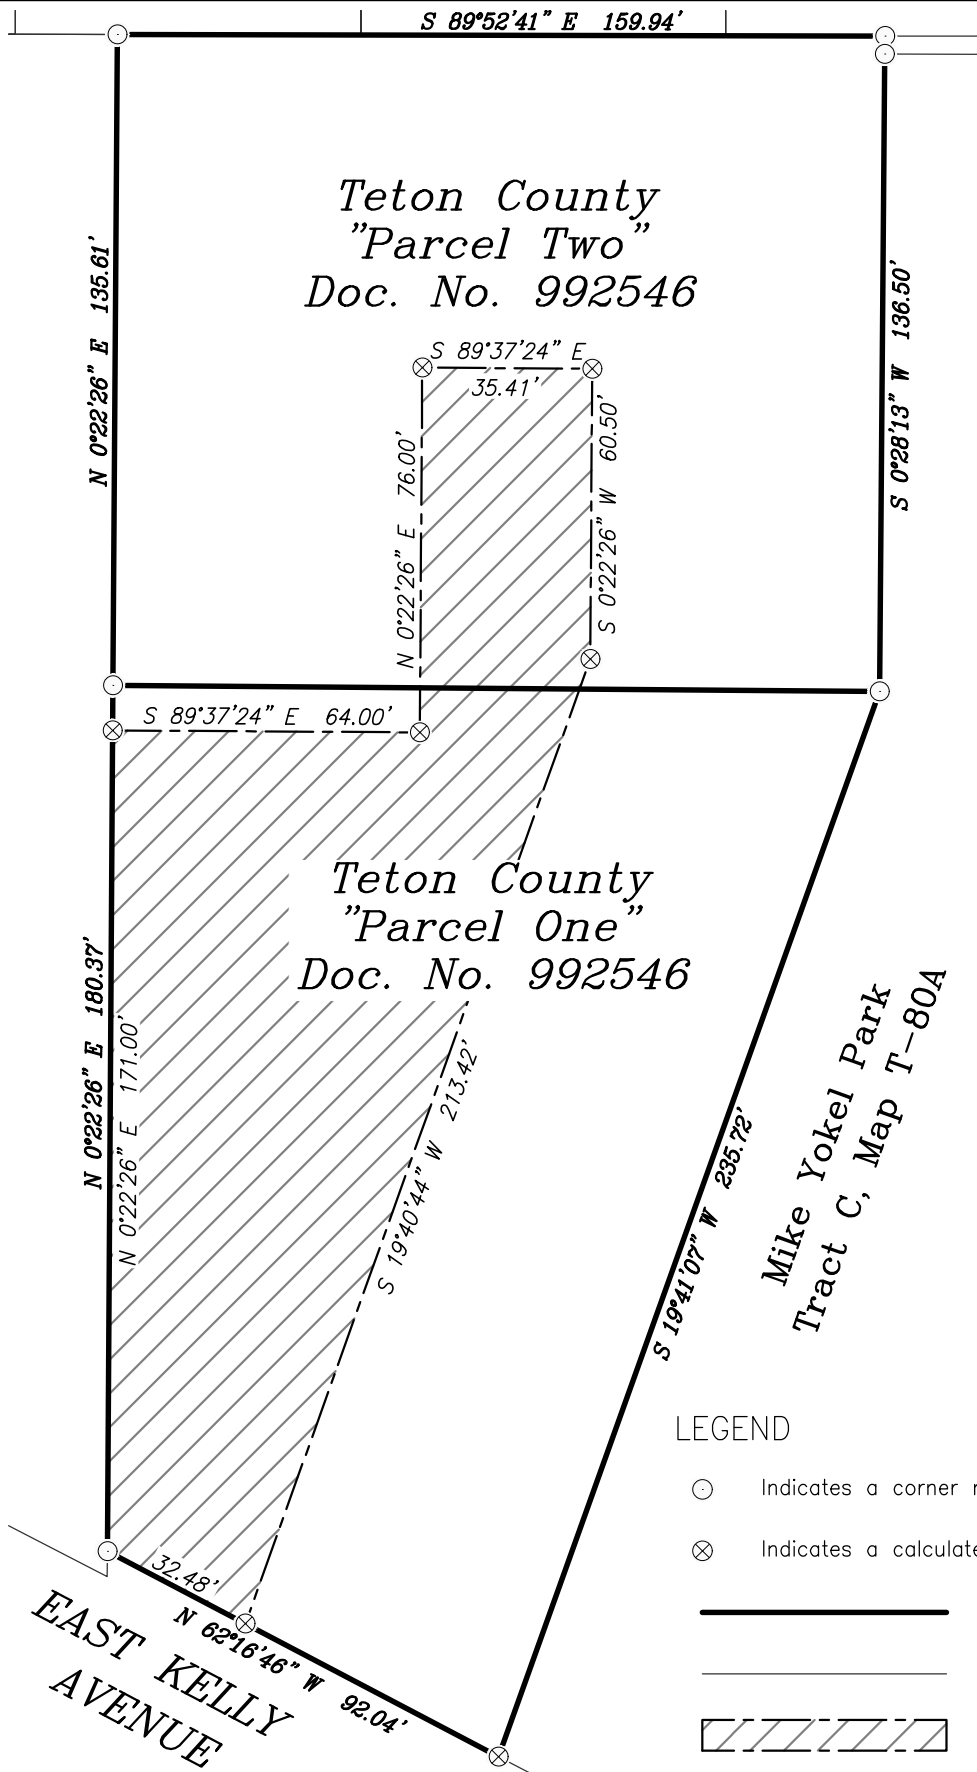 S 89°52'41" E 159.94'
Teton County
"Parcel Two"
Doc. No. 992546
N 0°22'26" E 135.61'
S 0°28'13" W 136.50'
S 89°37'24" E
35.41'
N 0°22'26" E 76.00'
S 0°22'26" W 60.50'
S 89°37'24" E 64.00'
Teton County
"Parcel One"
Doc. No. 992546
N 0°22'26" E 180.37'
N 0°22'26" E 171.00'
S 19°40'44" W 213.42'
S 19°41'07" W 235.72'
Mike Yokel Park
Tract C, Map T-80A
32.48'
N 62°16'46" W 92.04'
EAST KELLY
AVENUE
LEGEND
Indicates a corner
Indicates a calculate